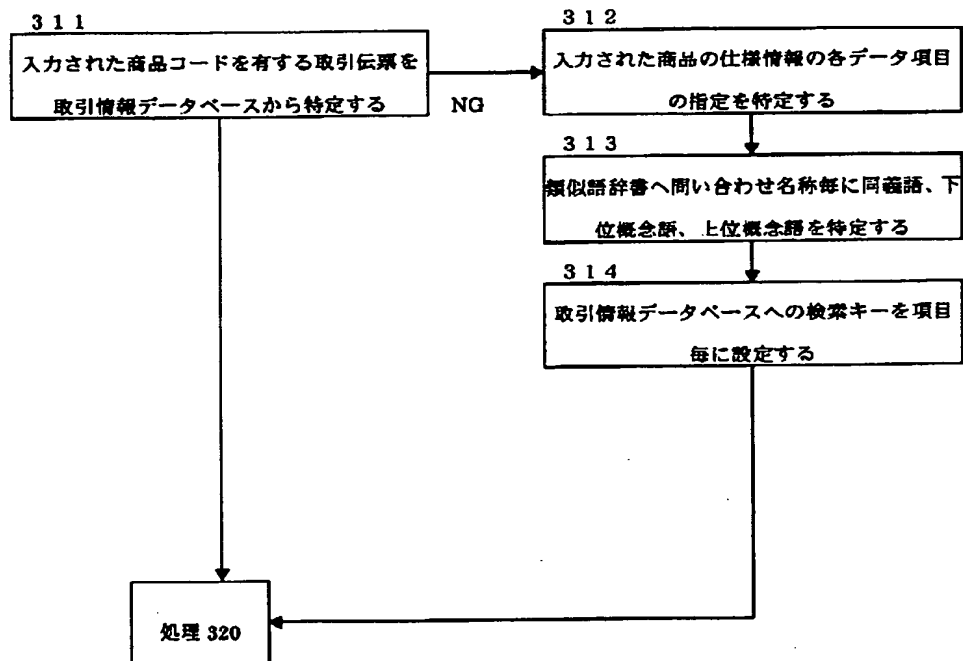 311
入力された商品コードを有する取引伝票を
取引情報データベースから特定する
NG
312
入力された商品の仕様情報の各データ項目
の指定を特定する
313
類似語辞書へ問い合わせ名称毎に同義語、下
位概念語、上位概念語を特定する
314
取引情報データベースへの検索キーを項目
毎に設定する
処理 320